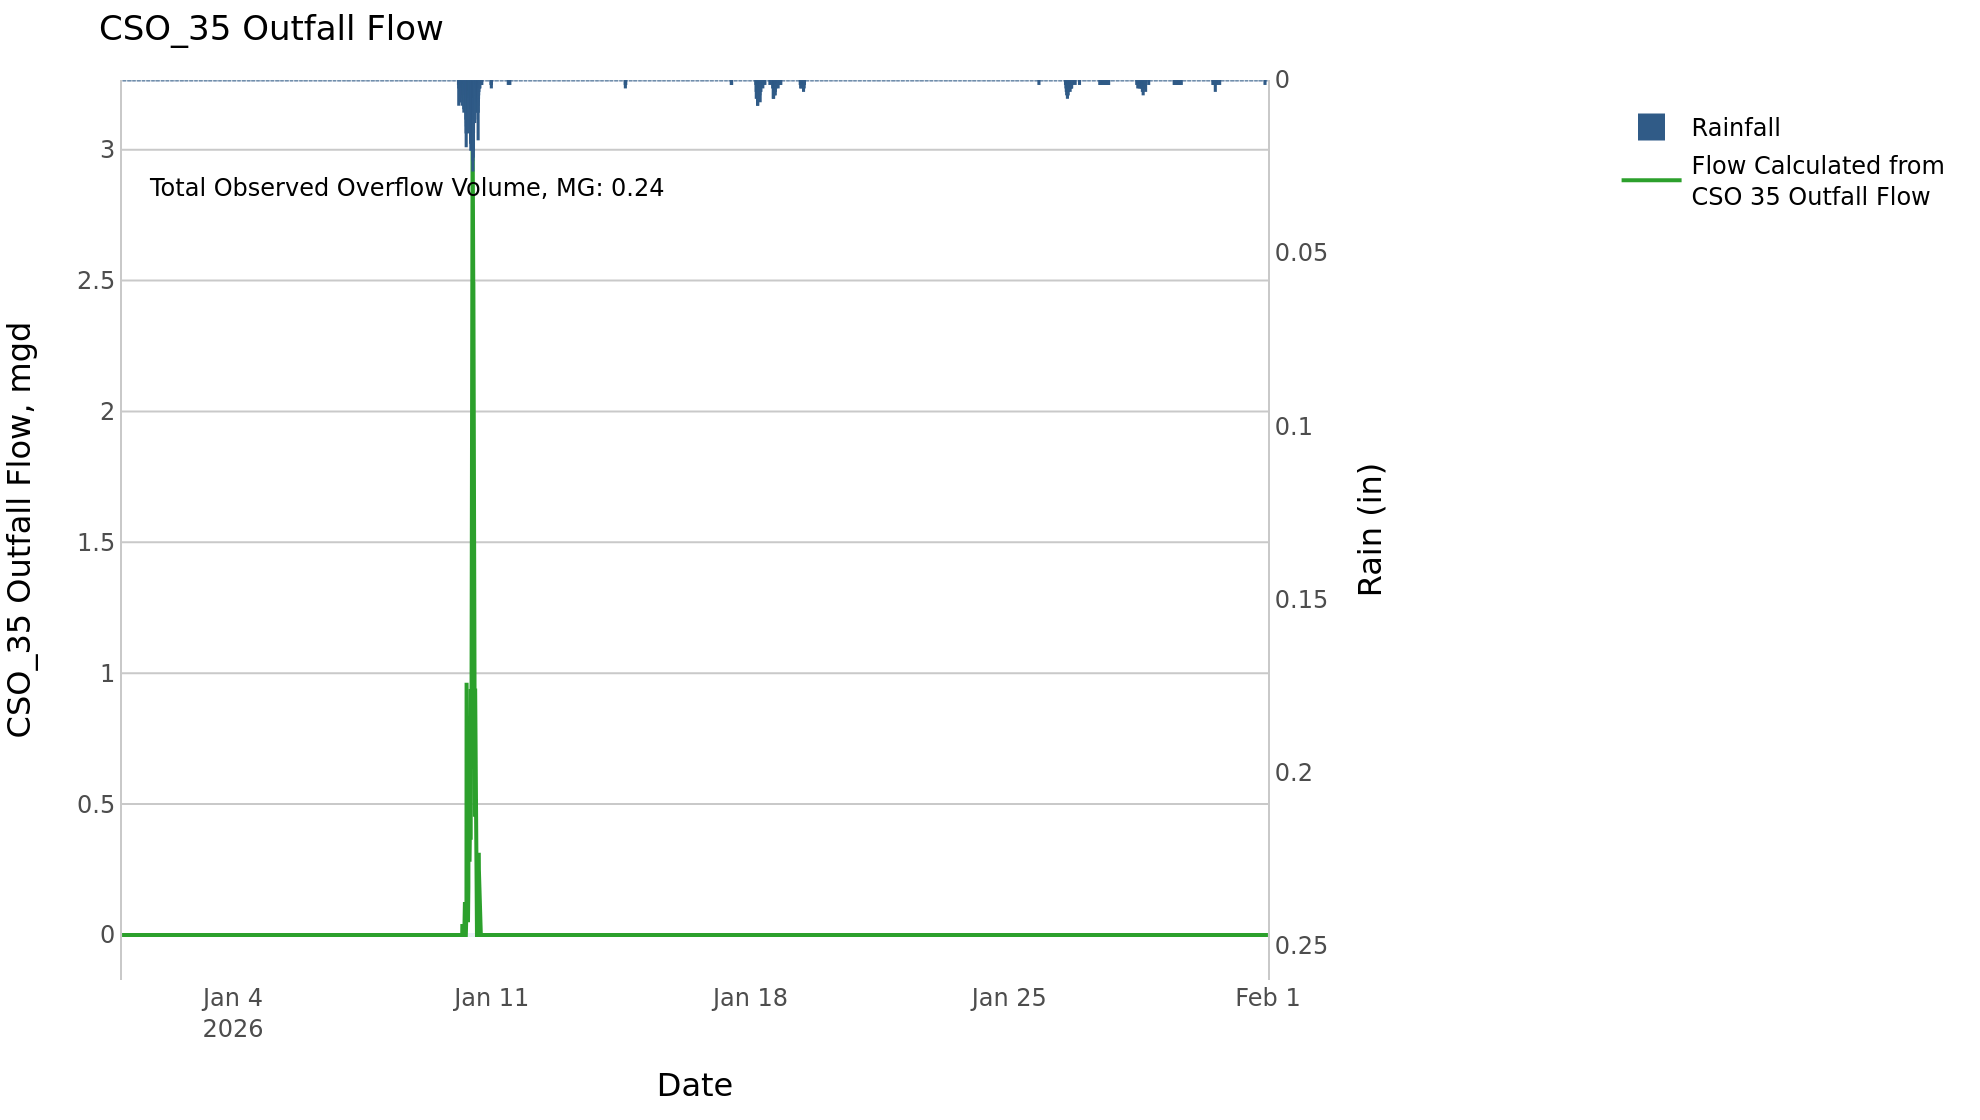 CSO_35 Outfall Flow
0
Rainfall
3
Flow Calculated from
CSO 35 Outfall Flow
Total Observed Overflow Volume, MG: 0.24
0.05
2.5
2
0.1
CSO_35 Outfall Flow, mgd
Rain (in)
1.5
0.15
1
0.2
0.5
0
0.25
Jan 4
2026
Jan 11
Jan 18
Jan 25
Feb 1
Date